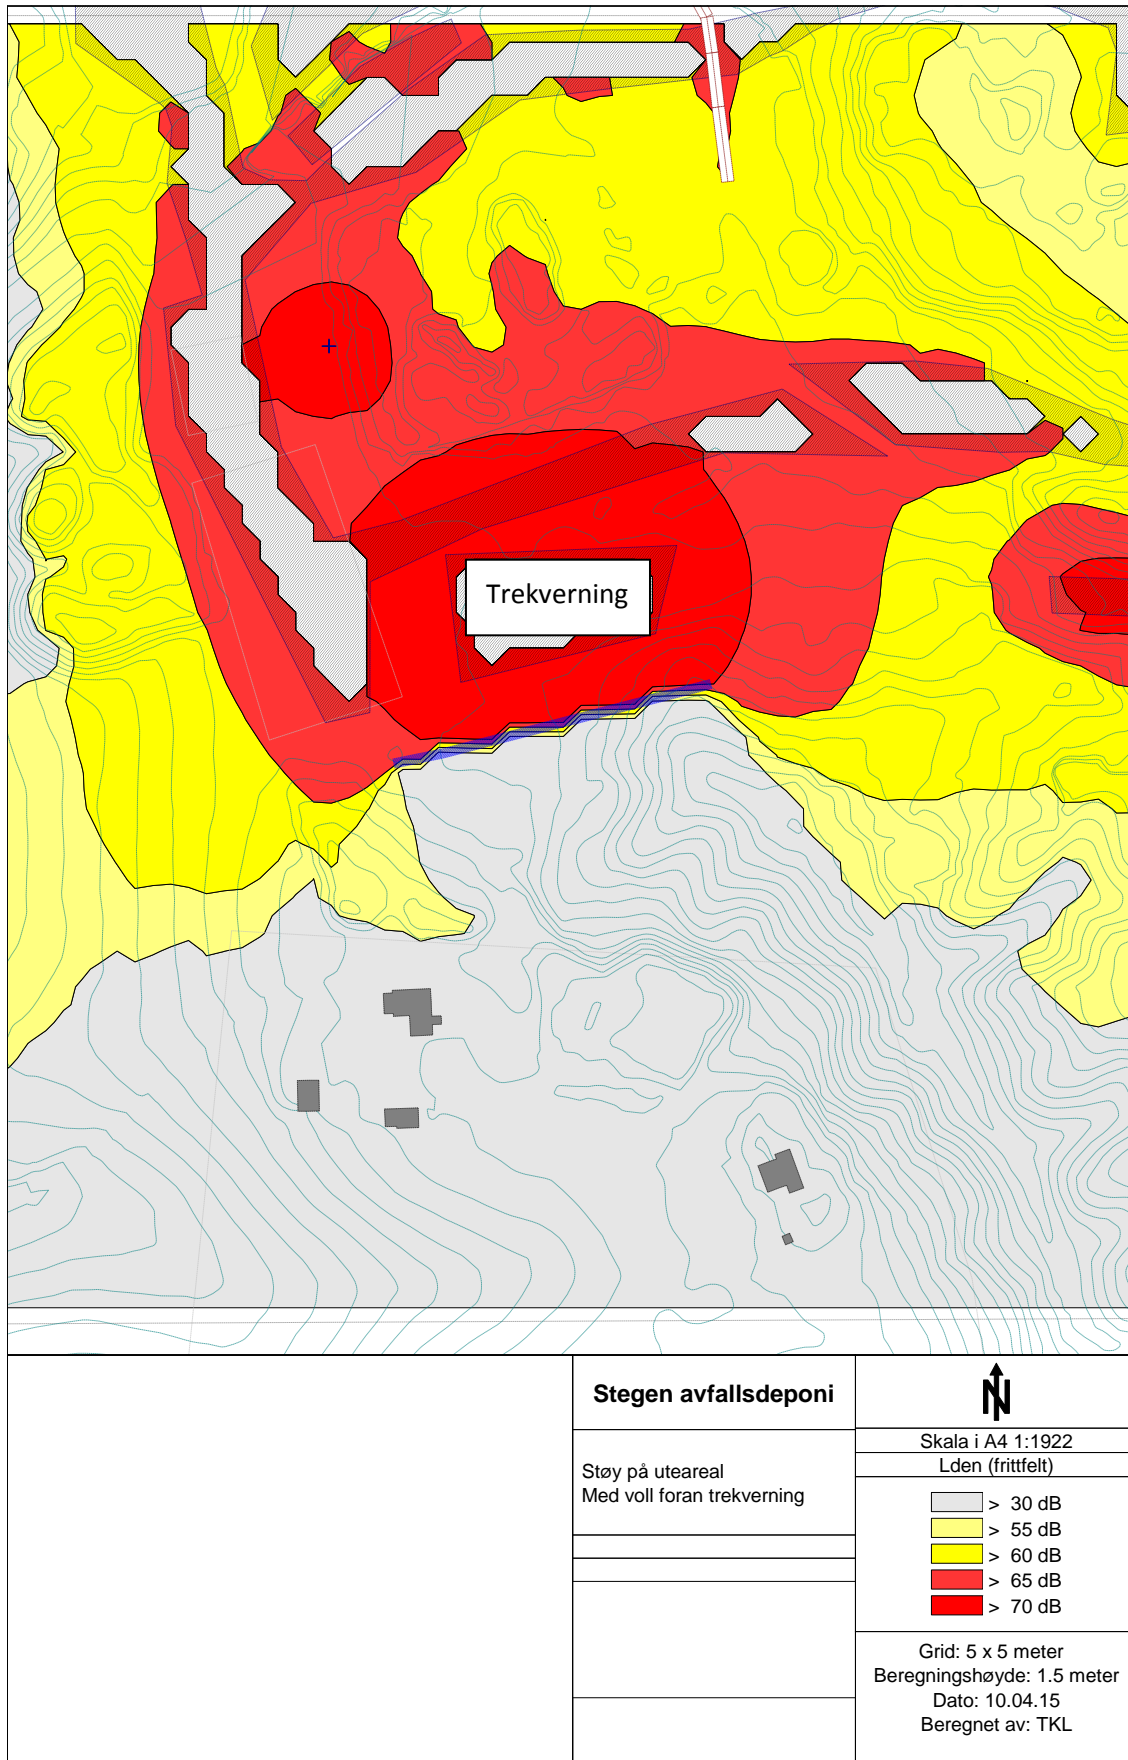 Trekverning
Stegen avfallsdeponi
Støy på uteareal
Med voll foran trekverning
N
Skala i A4 1:1922
Lden (frittfelt)
> 30 dB
> 55 dB
> 60 dB
> 65 dB
> 70 dB
Grid: 5 x 5 meter
Beregningshøyde: 1.5 meter
Dato: 10.04.15
Beregnet av: TKL